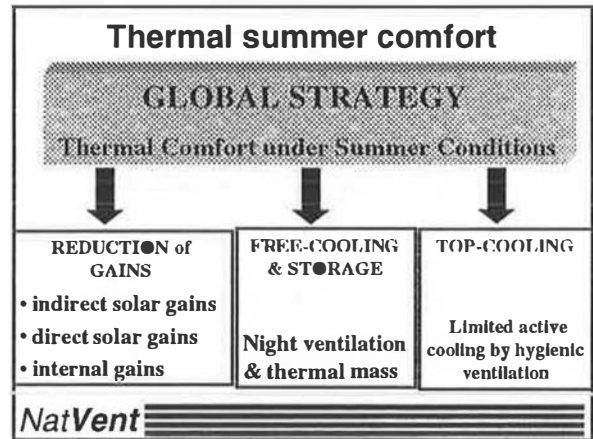 Thermal summer comfort
GLOBAL STRATEGY
Thermal Comfort under Summer Conditions
REDUCTION of
GAINS
• indirect solar gains
• direct solar gains
• internal gains
FREE-COOLING
& STORAGE
Night ventilation
& thermal mass
TOP-COOLING
Limited active
cooling by hygienic
ventilation
NatVent